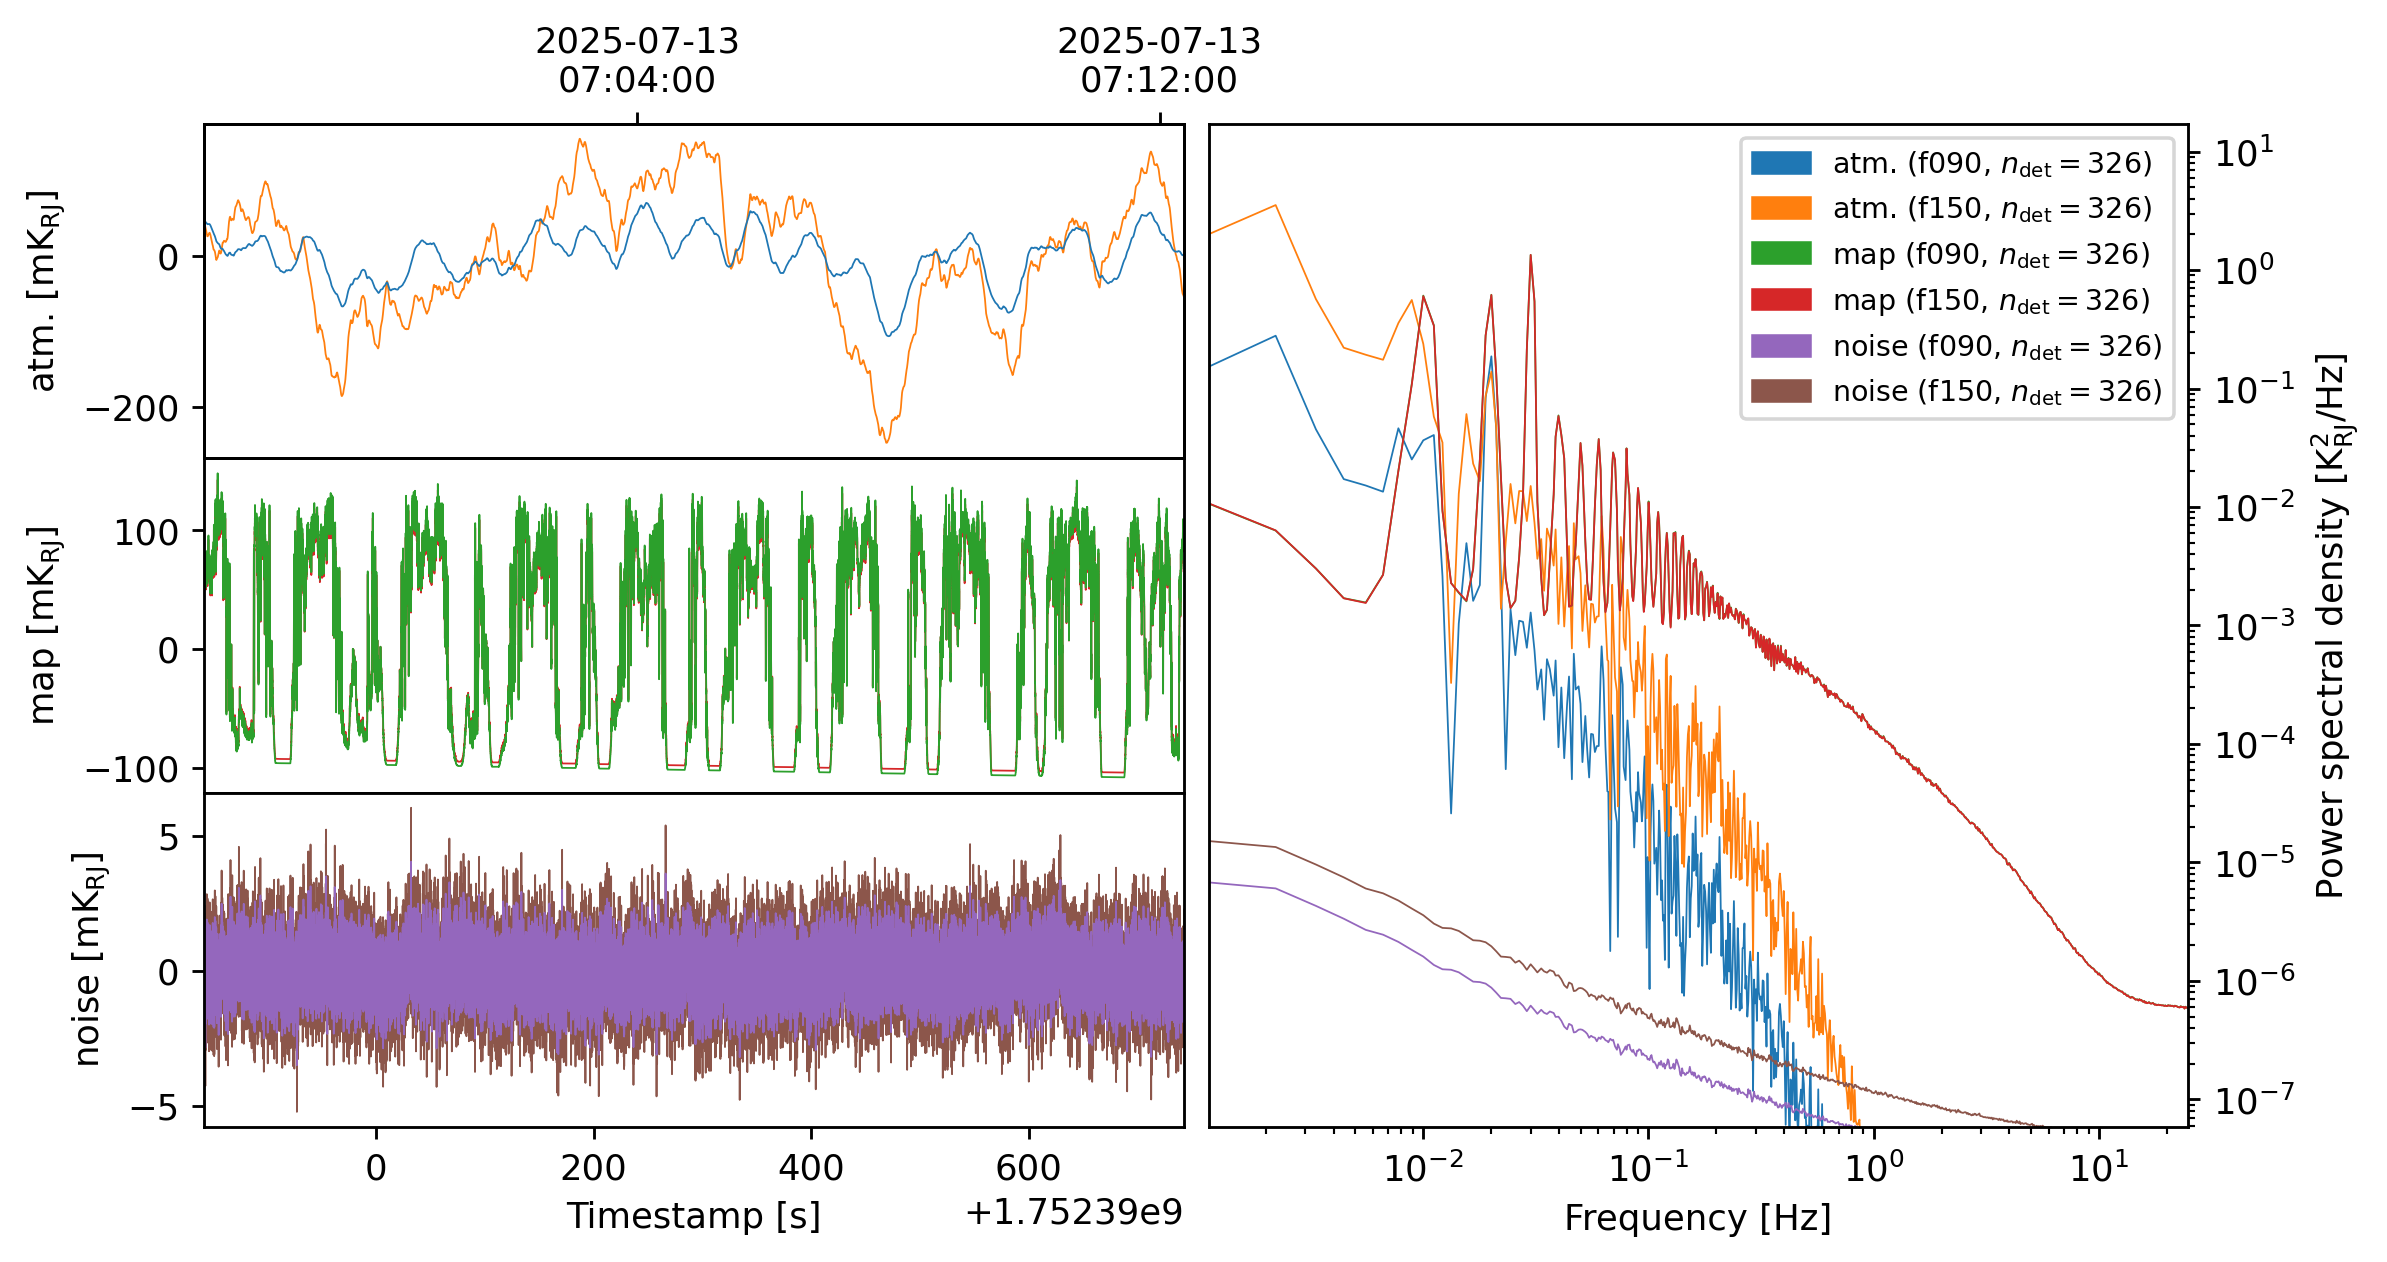 2025-07-13
07:04:00
2025-07-13
07:12:00
atm. [mK_RJ]
0
−200
map [mK_RJ]
100
0
−100
noise [mK_RJ]
5
0
−5
0
200
400
600
Timestamp [s]
+1.75239e9
atm. (f090, n_det = 326)
atm. (f150, n_det = 326)
map (f090, n_det = 326)
map (f150, n_det = 326)
noise (f090, n_det = 326)
noise (f150, n_det = 326)
10^1
10^0
10^−1
10^−2
10^−3
10^−4
10^−5
10^−6
10^−7
Power spectral density [K^2_RJ/Hz]
10^−2
10^−1
10^0
10^1
Frequency [Hz]